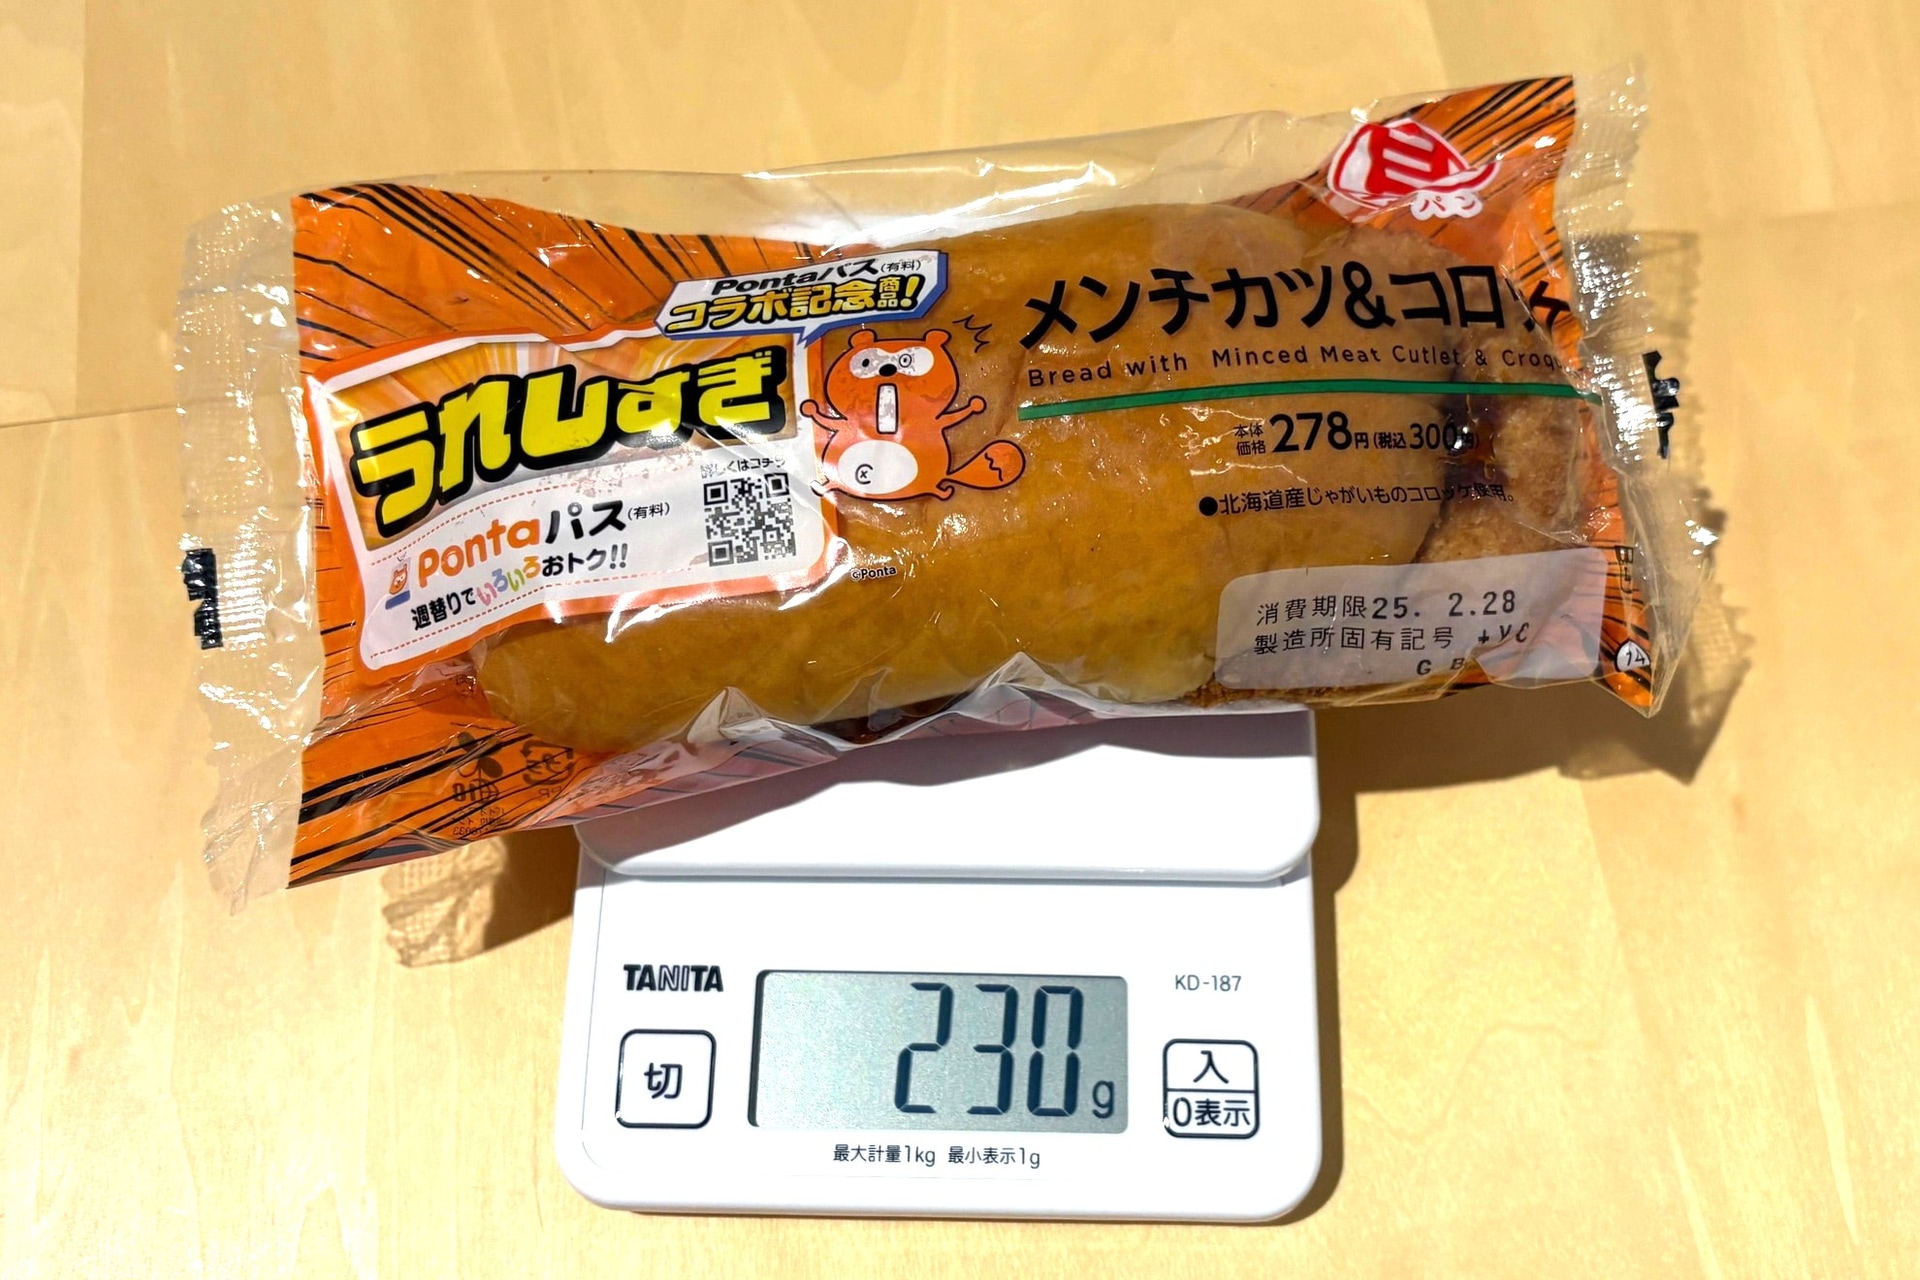 巨
パン
Pontaパス(有料)
コラボ記念商品!
うれしすぎ
詳しくはコチラ
Pontaパス(有料)
週替りでいろいろおトク!!
©Ponta
メンチカツ&コロッケ
Bread with Minced Meat Cutlet & Croqu
本体価格278円(税込300円)
●北海道産じゃがいものコロッケ使用。
消費期限25. 2.28
製造所固有記号 +YC
G B
14
TANITA
KD-187
230g
切
入
0表示
最大計量1kg 最小表示1g